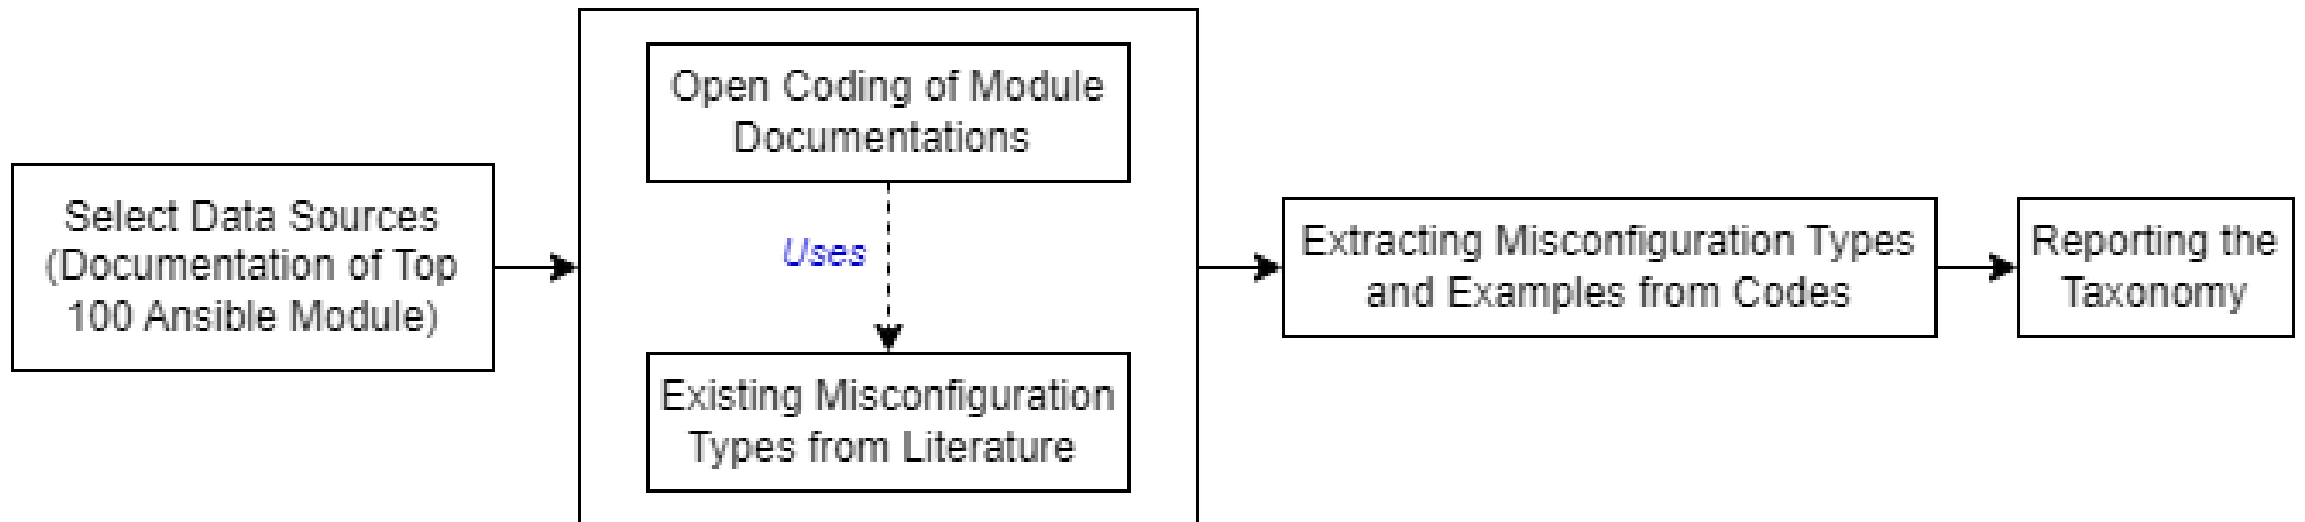 Select Data Sources
(Documentation of Top
100 Ansible Module)
Open Coding of Module
Documentations
Uses
Existing Misconfiguration
Types from Literature
Extracting Misconfiguration Types
and Examples from Codes
Reporting the
Taxonomy